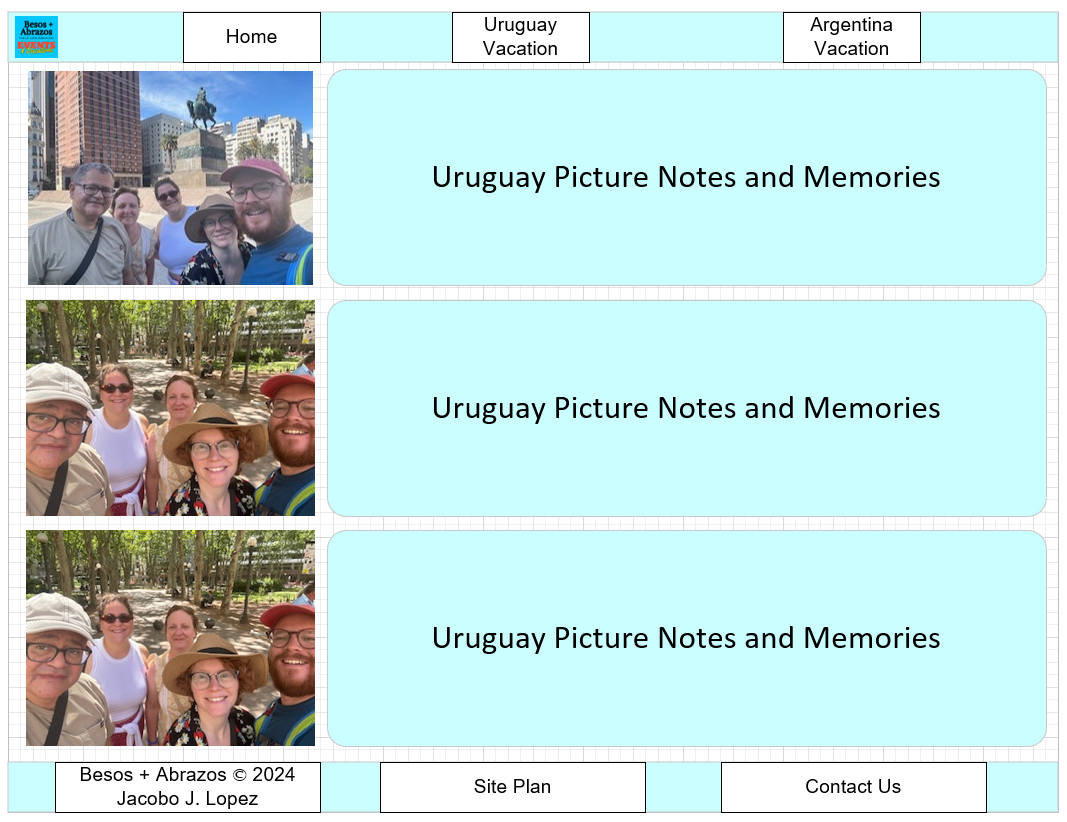 Besos +
Abrazos
EVENTS
Home
Uruguay
Vacation
Argentina
Vacation
Uruguay Picture Notes and Memories
Uruguay Picture Notes and Memories
Uruguay Picture Notes and Memories
Besos + Abrazos © 2024
Jacobo J. Lopez
Site Plan
Contact Us